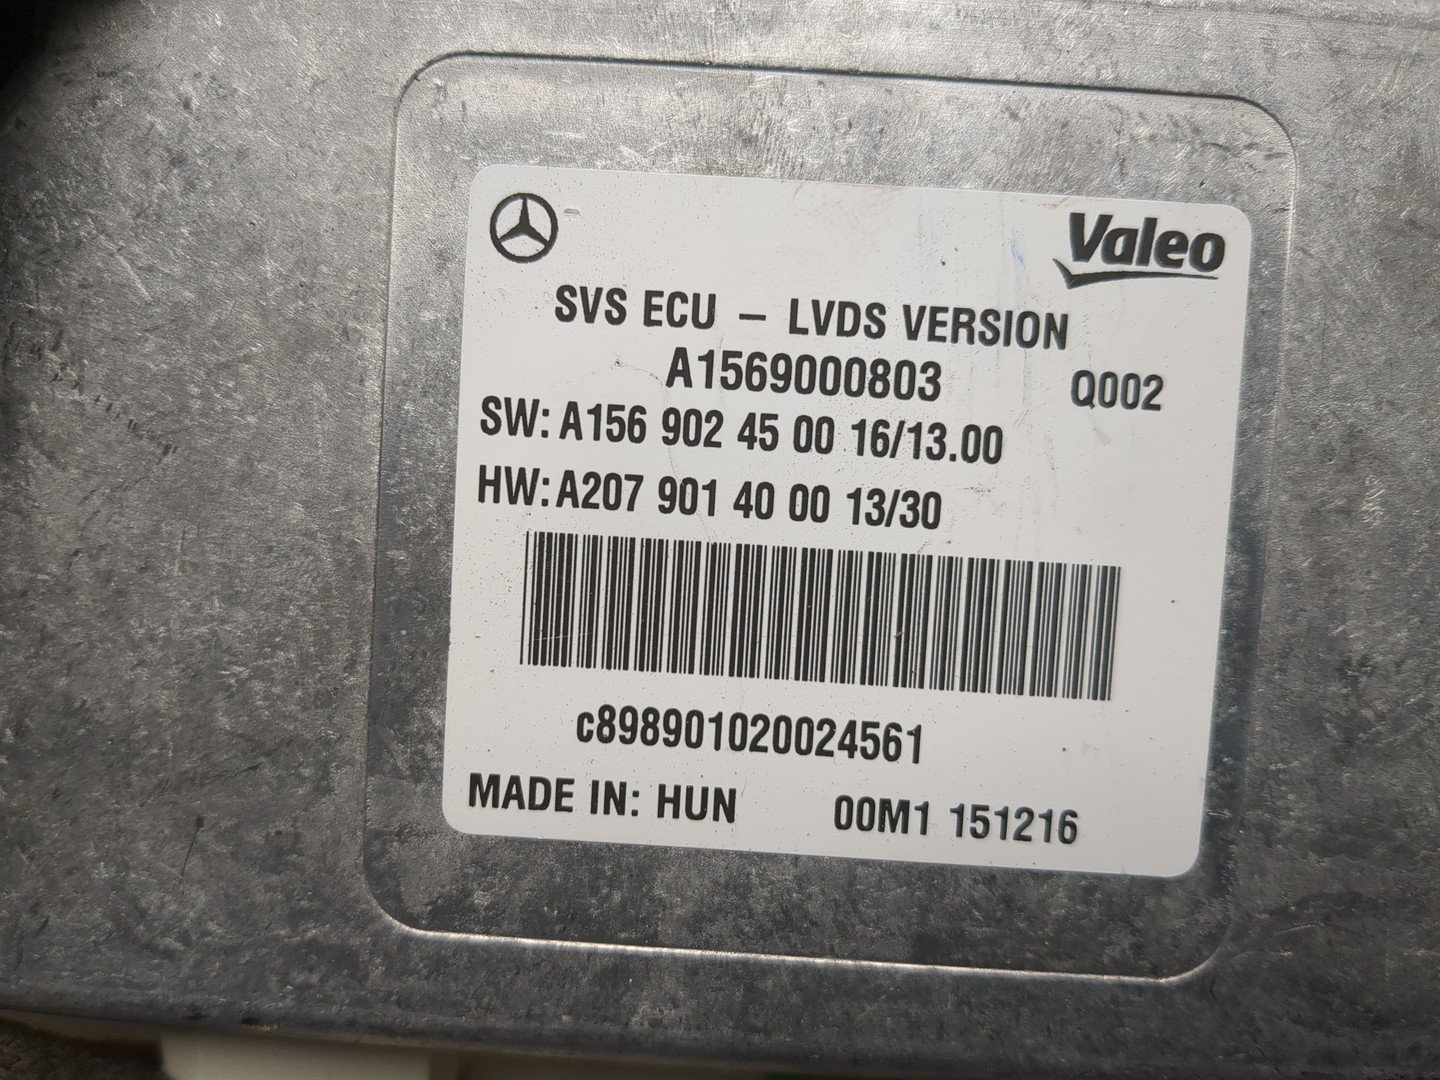 Valeo
SVS ECU – LVDS VERSION
A1569000803 Q002
SW: A156 902 45 00 16/13.00
HW: A207 901 40 00 13/30
c898901020024561
MADE IN: HUN 00M1 151216